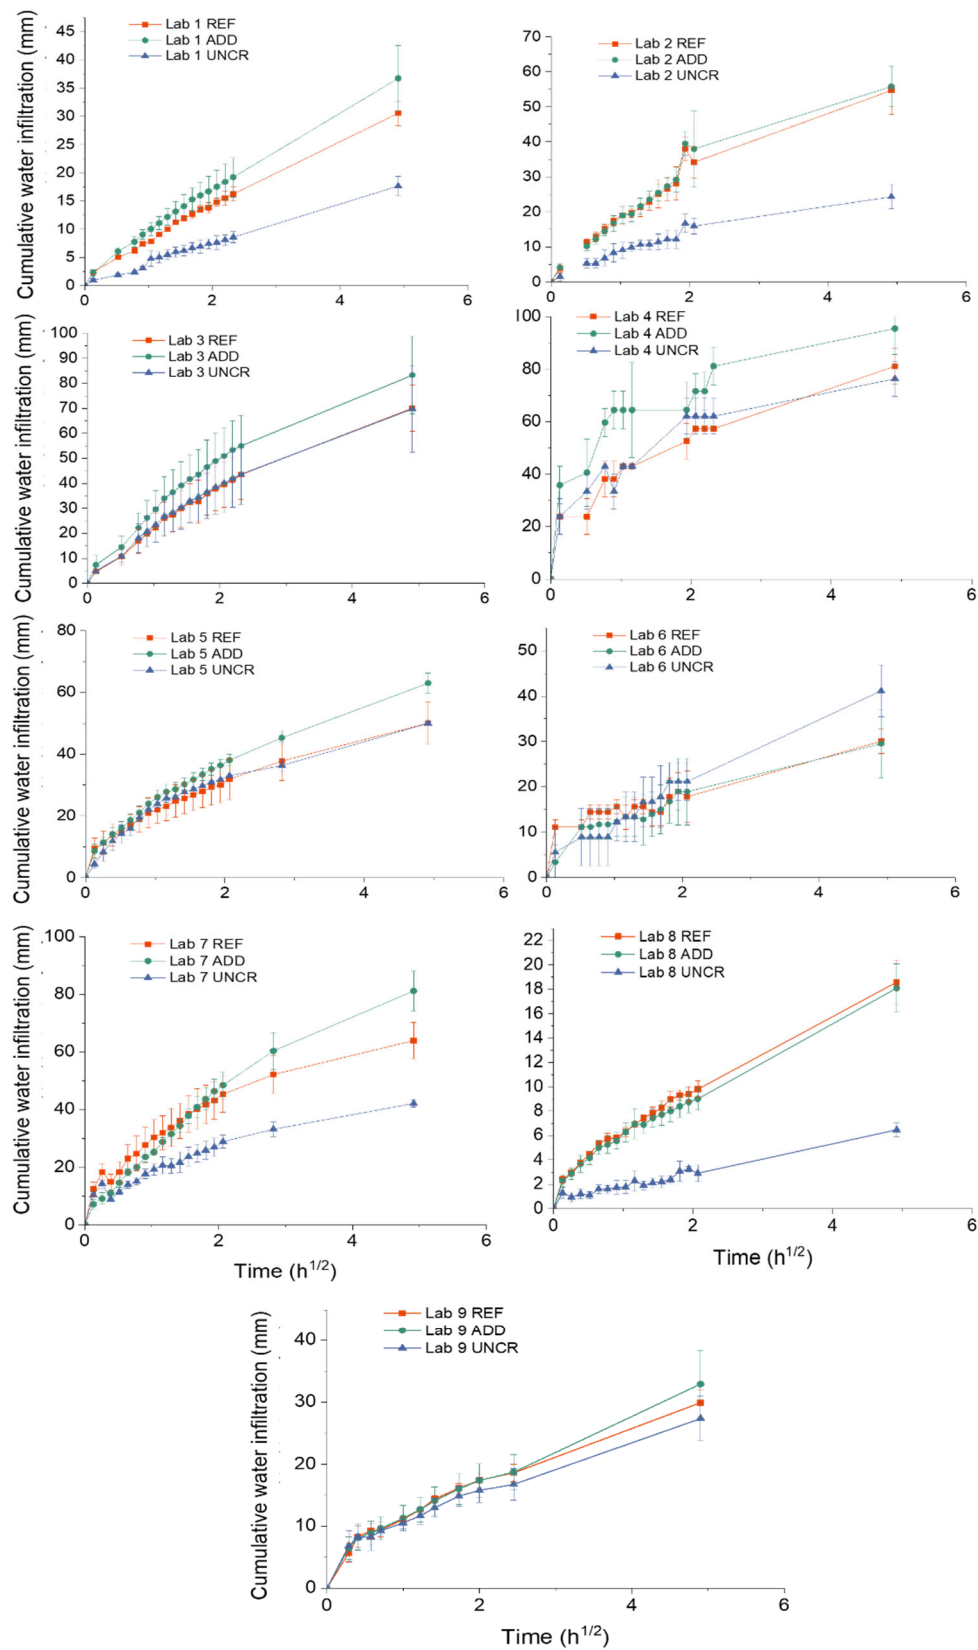 Cumulative water infiltration (mm)
45
40
35
30
25
20
15
10
5
0
Lab 1 REF
Lab 1 ADD
Lab 1 UNCR
0 2 4 6
70
60
50
40
30
20
10
0
Lab 2 REF
Lab 2 ADD
Lab 2 UNCR
0 2 4 6
Cumulative water infiltration (mm)
100
90
80
70
60
50
40
30
20
10
0
Lab 3 REF
Lab 3 ADD
Lab 3 UNCR
0 2 4 6
100
80
60
40
20
0
Lab 4 REF
Lab 4 ADD
Lab 4 UNCR
0 2 4 6
Cumulative water infiltration (mm)
80
60
40
20
0
Lab 5 REF
Lab 5 ADD
Lab 5 UNCR
0 2 4 6
50
40
30
20
10
0
Lab 6 REF
Lab 6 ADD
Lab 6 UNCR
0 2 4 6
Cumulative water infiltration (mm)
100
80
60
40
20
0
Lab 7 REF
Lab 7 ADD
Lab 7 UNCR
0 2 4 6
Time (h^1/2)
22
20
18
16
14
12
10
8
6
4
2
0
Lab 8 REF
Lab 8 ADD
Lab 8 UNCR
0 2 4 6
Time (h^1/2)
Cumulative water infiltration (mm)
40
30
20
10
0
Lab 9 REF
Lab 9 ADD
Lab 9 UNCR
0 2 4 6
Time (h^1/2)